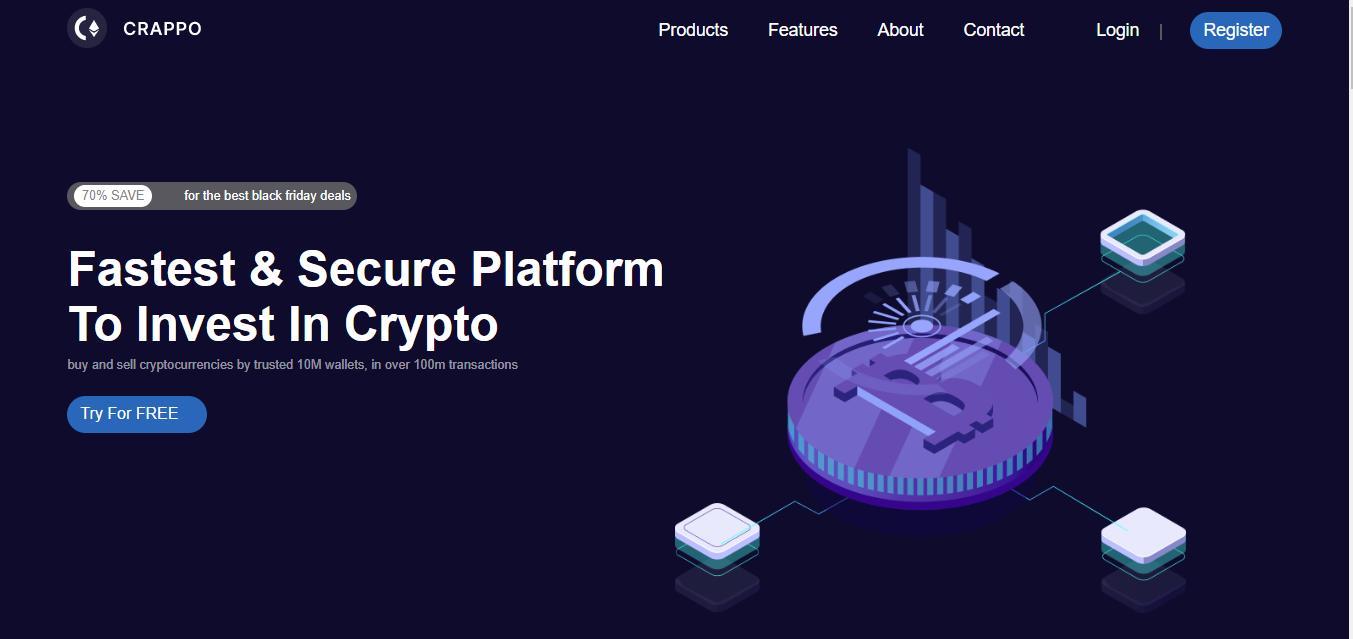 CRAPPO
Products Features About Contact Login | Register
70% SAVE for the best black friday deals
Fastest & Secure Platform
To Invest In Crypto
buy and sell cryptocurrencies by trusted 10M wallets, in over 100m transactions
Try For FREE